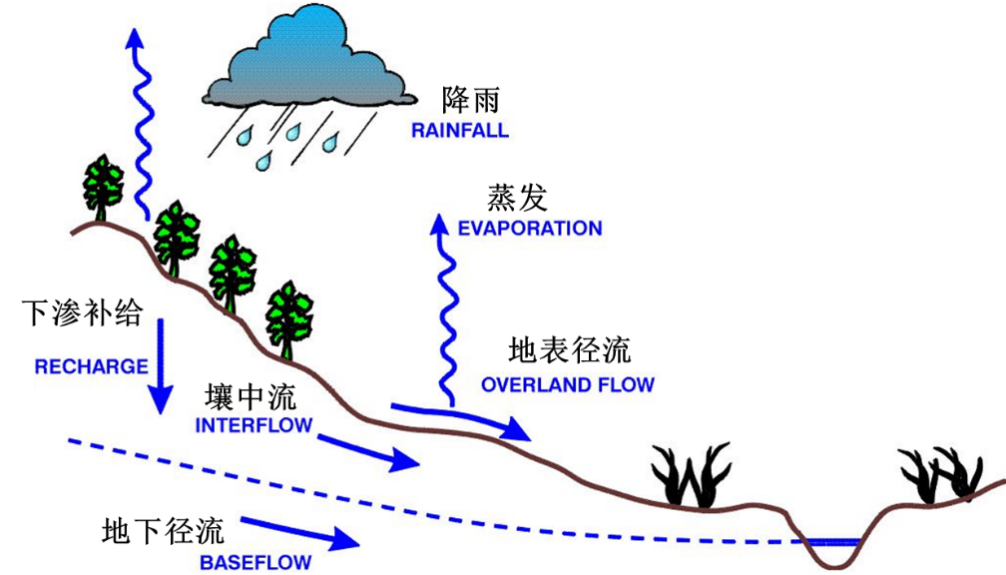 降雨
RAINFALL
蒸发
EVAPORATION
下渗补给
RECHARGE
地表径流
OVERLAND FLOW
壤中流
INTERFLOW
地下径流
BASEFLOW